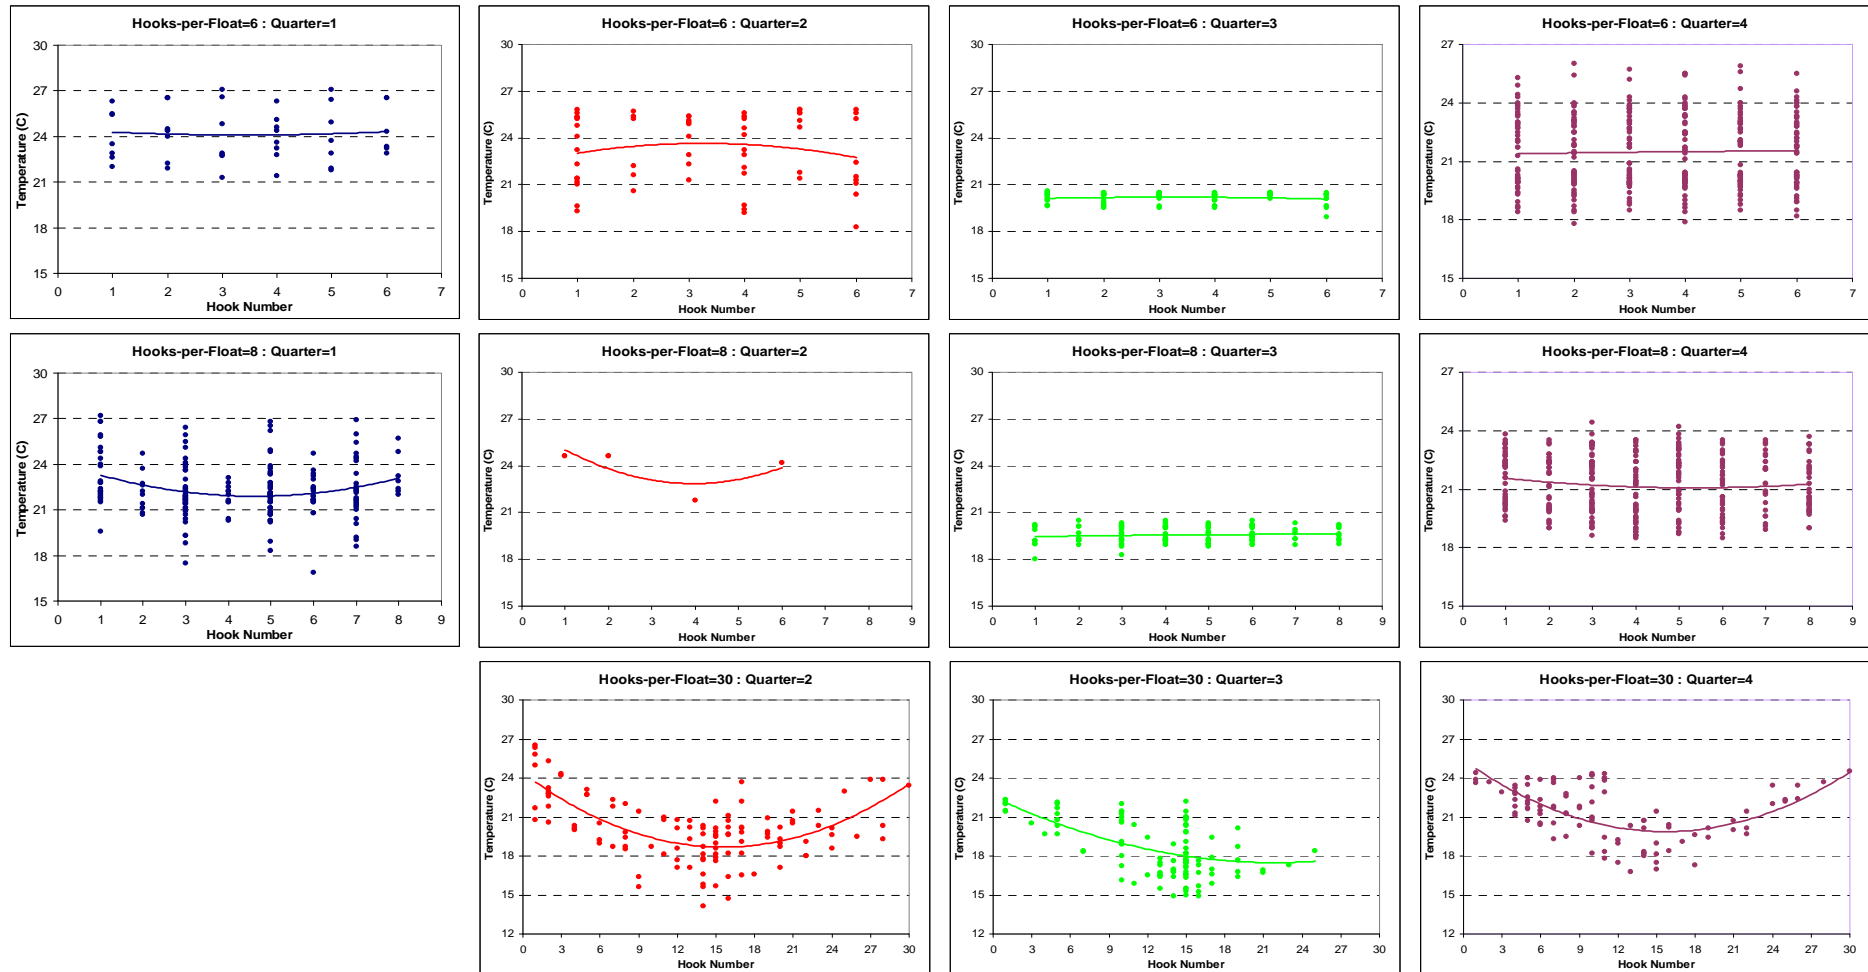 Hooks-per-Float=6 : Quarter=1
Temperature (C)
30
27
24
21
18
15
0 1 2 3 4 5 6 7
Hook Number
Hooks-per-Float=6 : Quarter=2
Temperature (C)
30
27
24
21
18
15
0 1 2 3 4 5 6 7
Hook Number
Hooks-per-Float=6 : Quarter=3
Temperature (C)
30
27
24
21
18
15
0 1 2 3 4 5 6 7
Hook Number
Hooks-per-Float=6 : Quarter=4
Temperature (C)
27
24
21
18
15
0 1 2 3 4 5 6 7
Hook Number
Hooks-per-Float=8 : Quarter=1
Temperature (C)
30
27
24
21
18
15
0 1 2 3 4 5 6 7 8 9
Hook Number
Hooks-per-Float=8 : Quarter=2
Temperature (C)
30
27
24
21
18
15
0 1 2 3 4 5 6 7 8 9
Hook Number
Hooks-per-Float=8 : Quarter=3
Temperature (C)
30
27
24
21
18
15
0 1 2 3 4 5 6 7 8 9
Hook Number
Hooks-per-Float=8 : Quarter=4
Temperature (C)
27
24
21
18
15
0 1 2 3 4 5 6 7 8 9
Hook Number
Hooks-per-Float=30 : Quarter=2
Temperature (C)
30
27
24
21
18
15
12
0 3 6 9 12 15 18 21 24 27 30
Hook Number
Hooks-per-Float=30 : Quarter=3
Temperature (C)
30
27
24
21
18
15
12
0 3 6 9 12 15 18 21 24 27 30
Hook Number
Hooks-per-Float=30 : Quarter=4
Temperature (C)
30
27
24
21
18
15
12
0 3 6 9 12 15 18 21 24 27 30
Hook Number